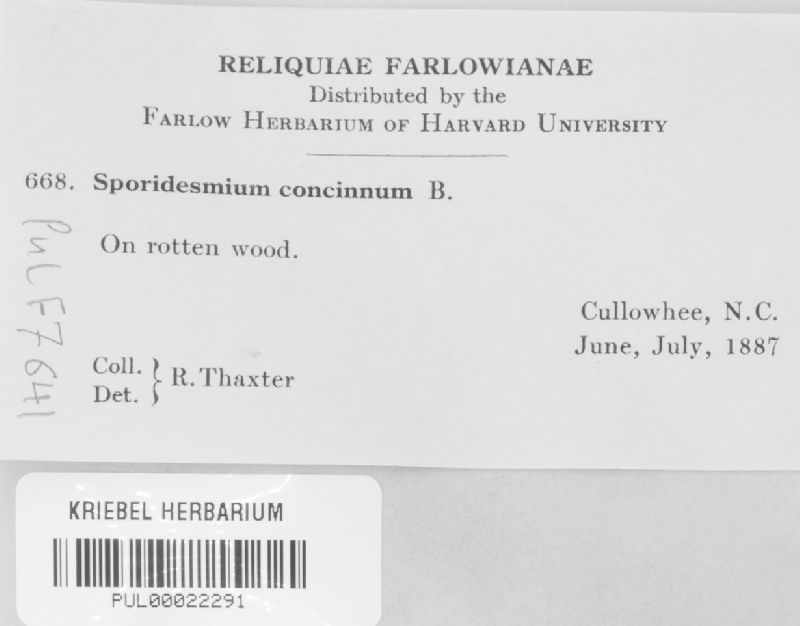 RELIQUIAE FARLOWIANAE
Distributed by the
FARLOW HERBARIUM OF HARVARD UNIVERSITY
668. Sporidesmium concinnum B.
On rotten wood.
Cullowhee, N.C.
June, July, 1887
Coll.
Det. } R. Thaxter
PUL F7641
KRIEBEL HERBARIUM
PUL00022291